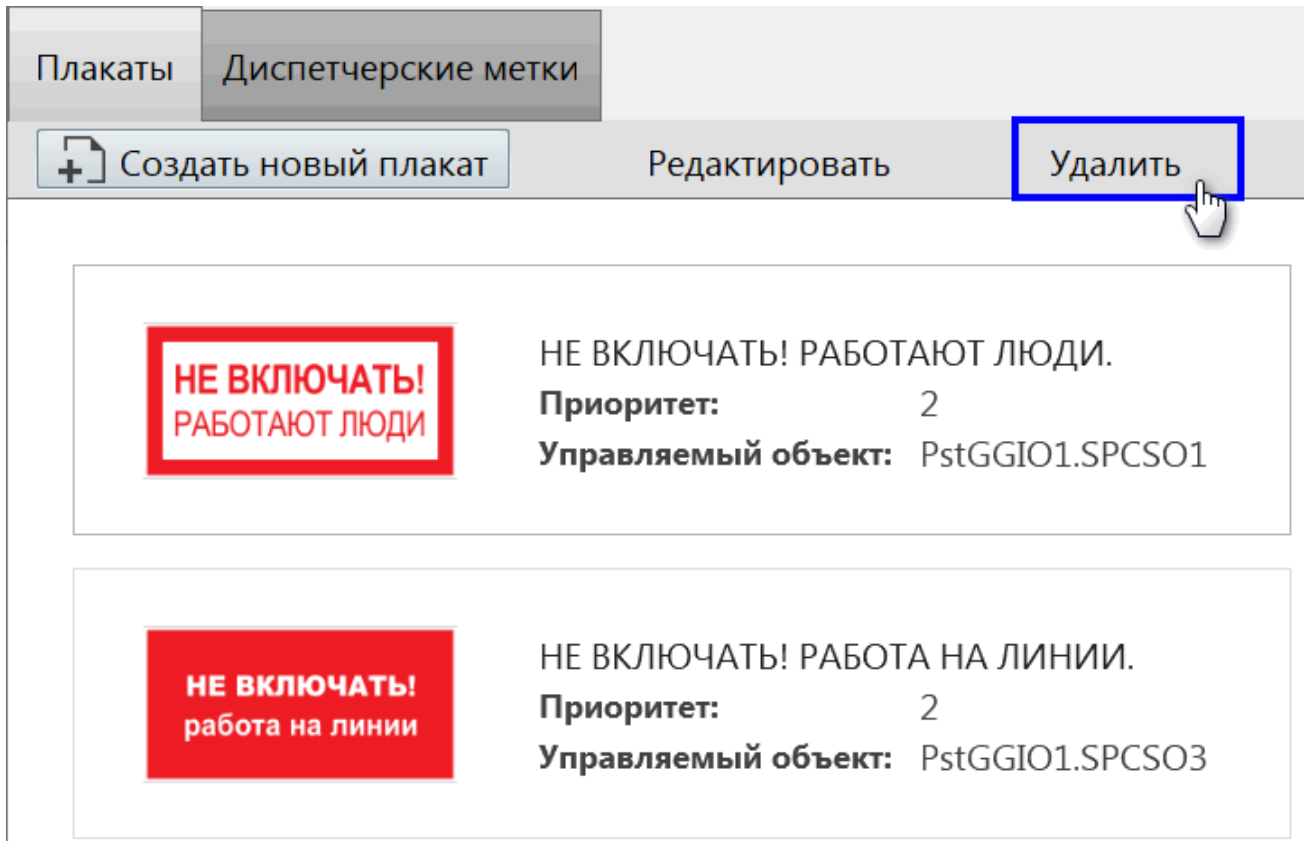 Плакаты
Диспетчерские метки
Создать новый плакат
Редактировать
Удалить
НЕ ВКЛЮЧАТЬ!
РАБОТАЮТ ЛЮДИ
НЕ ВКЛЮЧАТЬ! РАБОТАЮТ ЛЮДИ.
Приоритет: 2
Управляемый объект: PstGGIO1.SPCSO1
НЕ ВКЛЮЧАТЬ!
работа на линии
НЕ ВКЛЮЧАТЬ! РАБОТА НА ЛИНИИ.
Приоритет: 2
Управляемый объект: PstGGIO1.SPCSO3